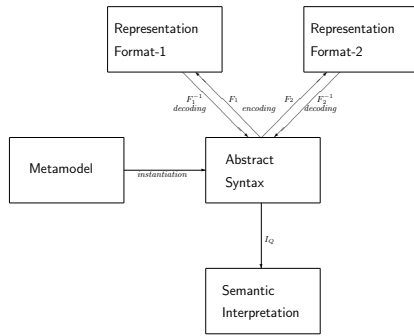 Representation
Format-1
Representation
Format-2
F₁⁻¹ F₁ F₂ F₂⁻¹
decoding encoding decoding
Metamodel
instantiation
Abstract
Syntax
I_Q
Semantic
Interpretation